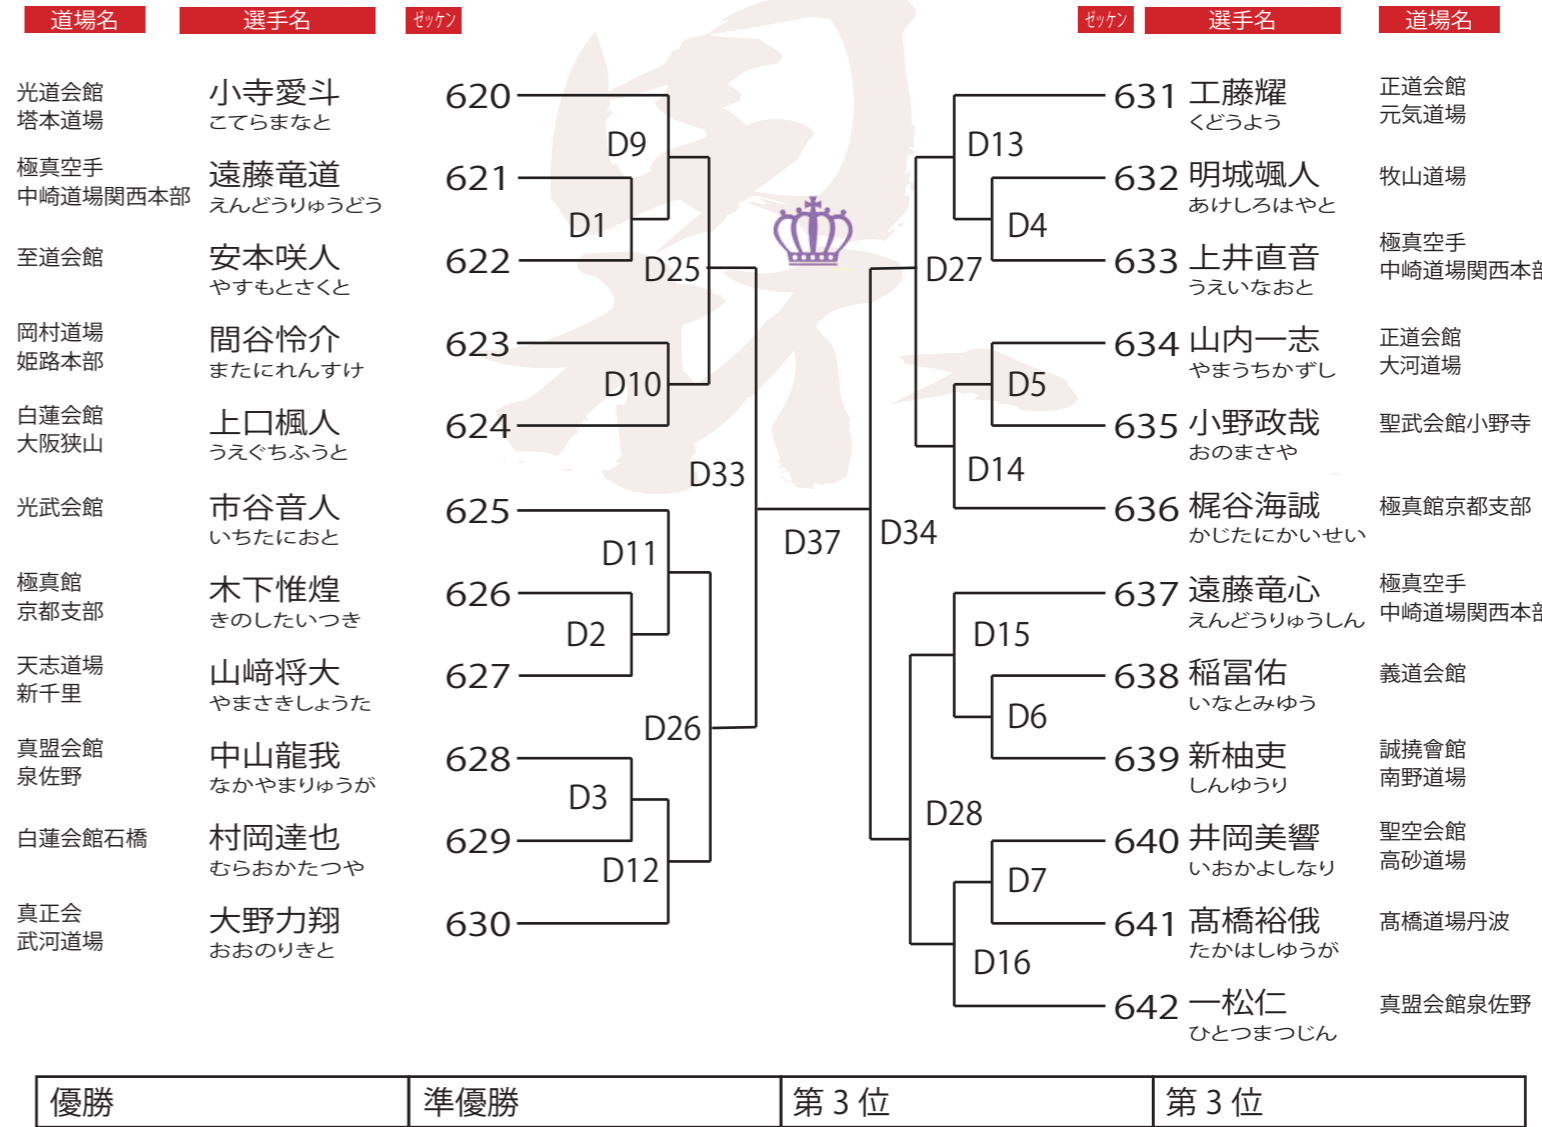 道場名 選手名 ゼッケン ゼッケン 選手名 道場名
光道会館
塔本道場
小寺愛斗
こてらまなと
620
極真空手
中崎道場関西本部
遠藤竜道
えんどうりゅうどう
621
至道会館
安本咲人
やすもとさくと
622
岡村道場
姫路本部
間谷怜介
またにれんすけ
623
白蓮会館
大阪狭山
上口楓人
うえぐちふうと
624
光武会館
市谷音人
いちたにおと
625
極真館
京都支部
木下惟煌
きのしたいつき
626
天志道場
新千里
山﨑将大
やまさきしょうた
627
真盟会館
泉佐野
中山龍我
なかやまりゅうが
628
白蓮会館石橋
村岡達也
むらおかたつや
629
真正会
武河道場
大野力翔
おおのりきと
630
D9
D1
D25
D10
D33
D11
D2
D26
D3
D12
D37
D34
D13
D4
D27
D5
D14
D15
D6
D28
D7
D16
631
工藤耀
くどうよう
正道会館
元気道場
632
明城颯人
あけしろはやと
牧山道場
633
上井直音
うえいなおと
極真空手
中崎道場関西本部
634
山内一志
やまうちかずし
正道会館
大河道場
635
小野政哉
おのまさや
聖武会館小野寺
636
梶谷海誠
かじたにかいせい
極真館京都支部
637
遠藤竜心
えんどうりゅうしん
極真空手
中崎道場関西本部
638
稲冨佑
いなとみゆう
義道会館
639
新柚吏
しんゆうり
誠撓會館
南野道場
640
井岡美響
いおかよしなり
聖空会館
高砂道場
641
髙橋裕俄
たかはしゆうが
髙橋道場丹波
642
一松仁
ひとつまつじん
真盟会館泉佐野
優勝 準優勝 第3位 第3位